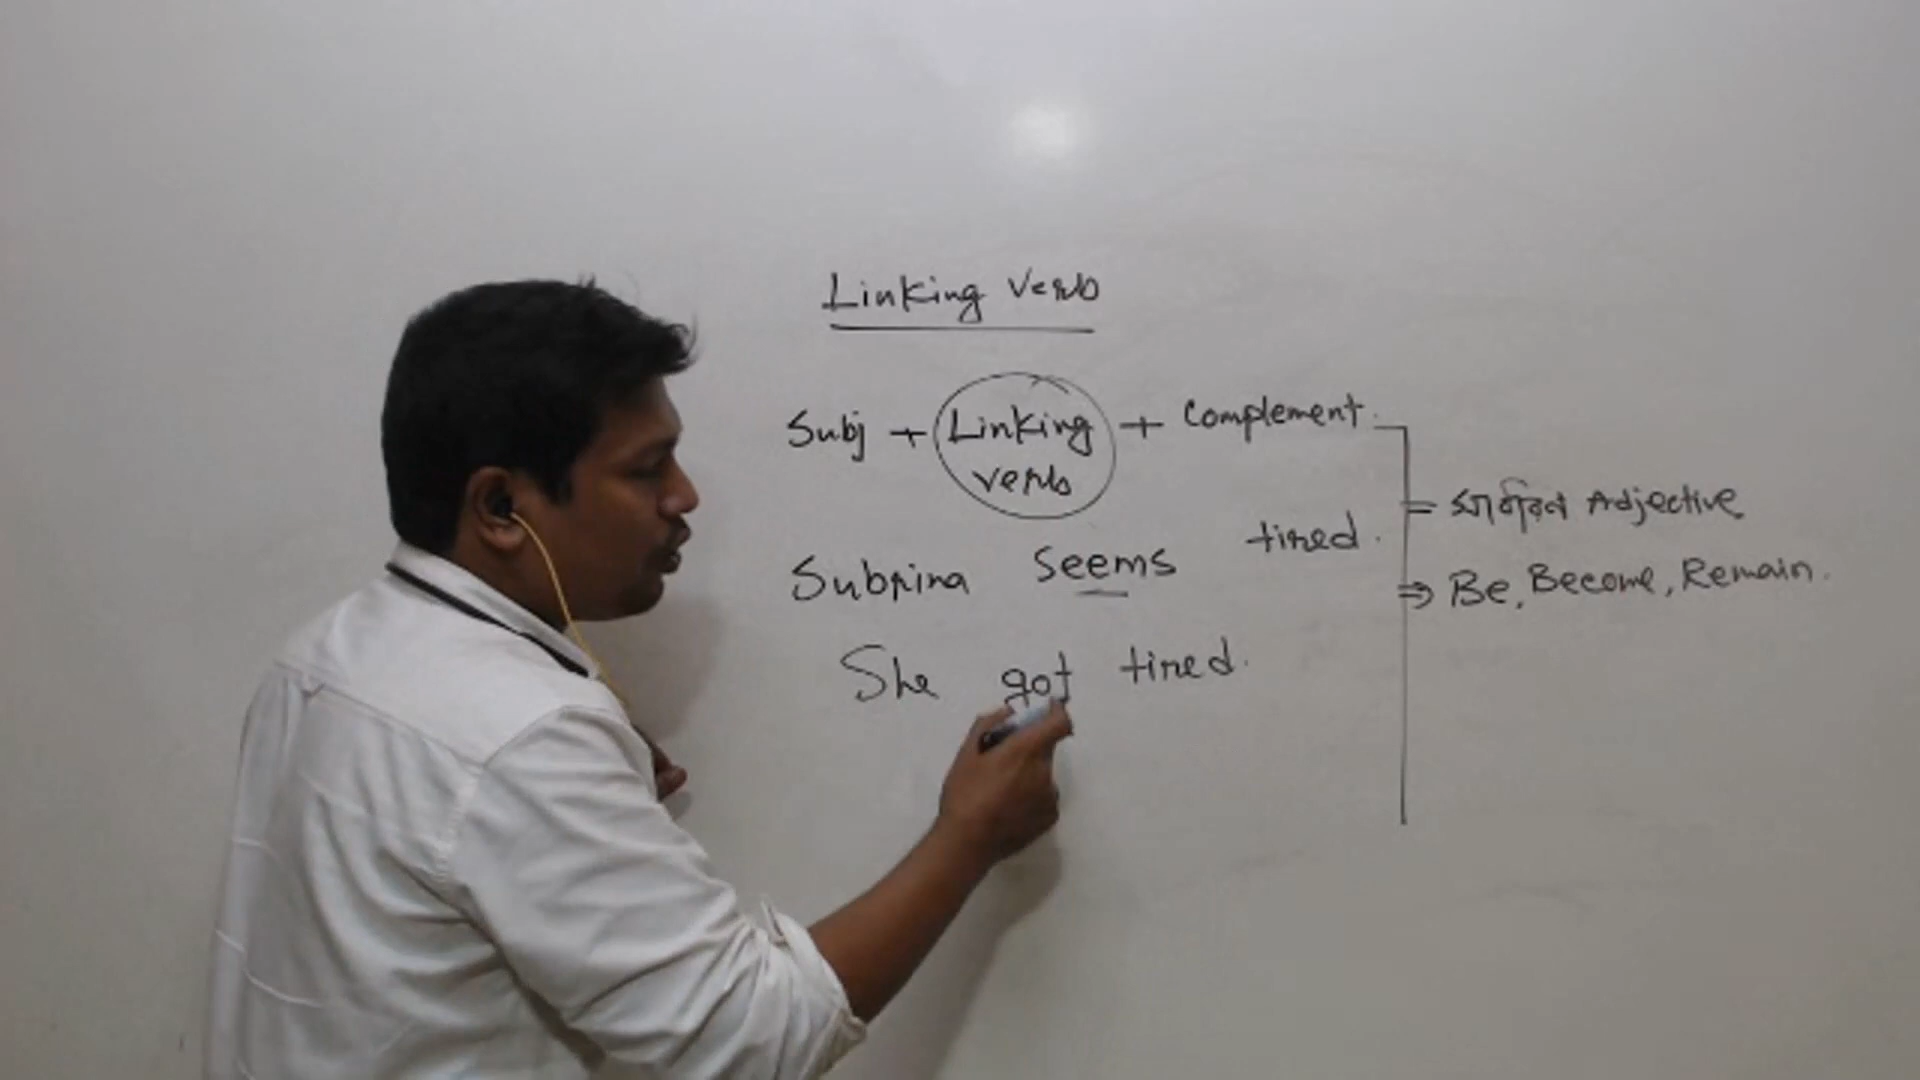 Linking Verb
Subj + Linking verb + Complement.
= সাধারণত Adjective
Subrina seems tired.
⇒ Be, Become, Remain.
She got tired.